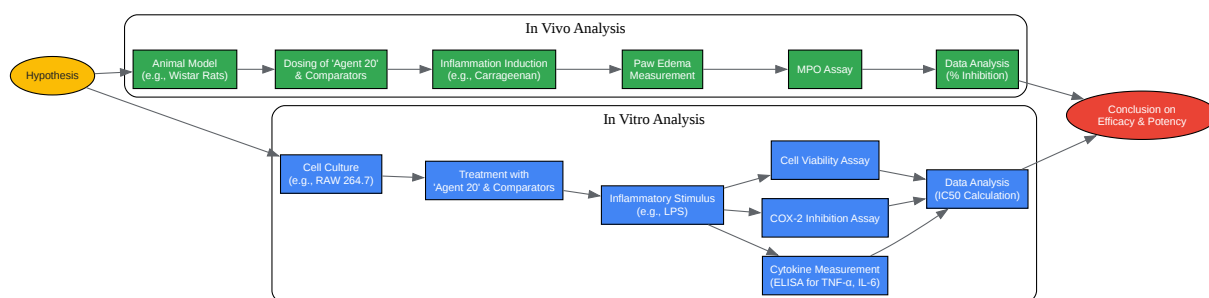 In Vivo Analysis
Hypothesis
Animal Model
(e.g., Wistar Rats)
Dosing of 'Agent 20'
& Comparators
Inflammation Induction
(e.g., Carrageenan)
Paw Edema
Measurement
MPO Assay
Data Analysis
(% Inhibition)
Conclusion on
Efficacy & Potency
In Vitro Analysis
Cell Culture
(e.g., RAW 264.7)
Treatment with
'Agent 20' & Comparators
Inflammatory Stimulus
(e.g., LPS)
Cell Viability Assay
COX-2 Inhibition Assay
Cytokine Measurement
(ELISA for TNF-α, IL-6)
Data Analysis
(IC50 Calculation)